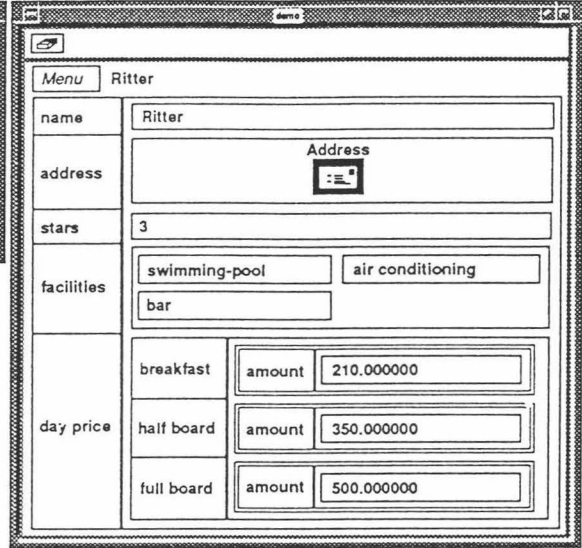 demo
Menu Ritter
name Ritter
address Address
stars 3
facilities swimming-pool air conditioning
bar
day price breakfast amount 210.000000
half board amount 350.000000
full board amount 500.000000